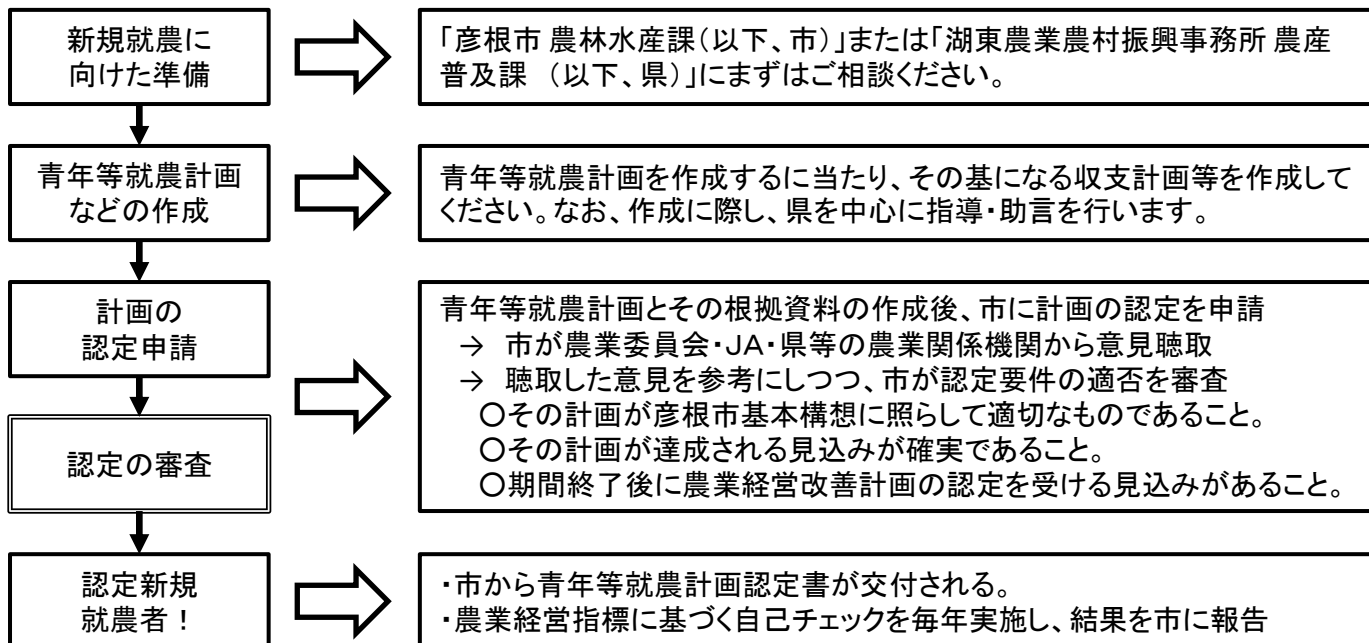 新規就農に
向けた準備
「彦根市 農林水産課（以下、市）」または「湖東農業農村振興事務所 農産
普及課　（以下、県）」にまずはご相談ください。
青年等就農計画
などの作成
青年等就農計画を作成するに当たり、その基になる収支計画等を作成して
ください。なお、作成に際し、県を中心に指導・助言を行います。
計画の
認定申請
認定の審査
青年等就農計画とその根拠資料の作成後、市に計画の認定を申請
→　市が農業委員会・JA・県等の農業関係機関から意見聴取
→　聴取した意見を参考にしつつ、市が認定要件の適否を審査
〇その計画が彦根市基本構想に照らして適切なものであること。
〇その計画が達成される見込みが確実であること。
〇期間終了後に農業経営改善計画の認定を受ける見込みがあること。
認定新規
就農者！
・市から青年等就農計画認定書が交付される。
・農業経営指標に基づく自己チェックを毎年実施し、結果を市に報告